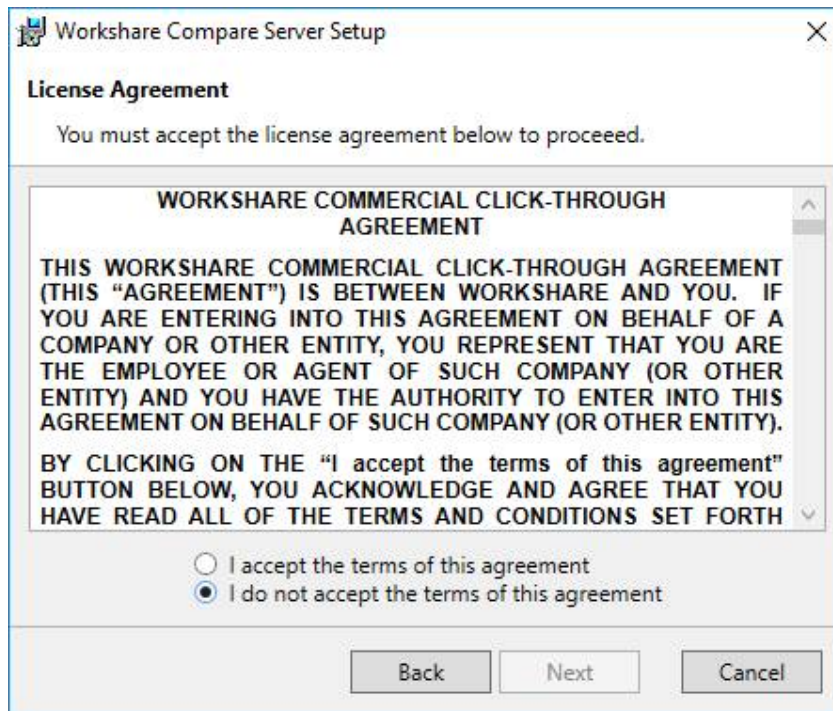 Workshare Compare Server Setup
License Agreement
You must accept the license agreement below to proceeed.
WORKSHARE COMMERCIAL CLICK-THROUGH
AGREEMENT
THIS WORKSHARE COMMERCIAL CLICK-THROUGH AGREEMENT
(THIS “AGREEMENT”) IS BETWEEN WORKSHARE AND YOU. IF
YOU ARE ENTERING INTO THIS AGREEMENT ON BEHALF OF A
COMPANY OR OTHER ENTITY, YOU REPRESENT THAT YOU ARE
THE EMPLOYEE OR AGENT OF SUCH COMPANY (OR OTHER
ENTITY) AND YOU HAVE THE AUTHORITY TO ENTER INTO THIS
AGREEMENT ON BEHALF OF SUCH COMPANY (OR OTHER ENTITY).
BY CLICKING ON THE “I accept the terms of this agreement”
BUTTON BELOW, YOU ACKNOWLEDGE AND AGREE THAT YOU
HAVE READ ALL OF THE TERMS AND CONDITIONS SET FORTH
I accept the terms of this agreement
I do not accept the terms of this agreement
Back Next Cancel